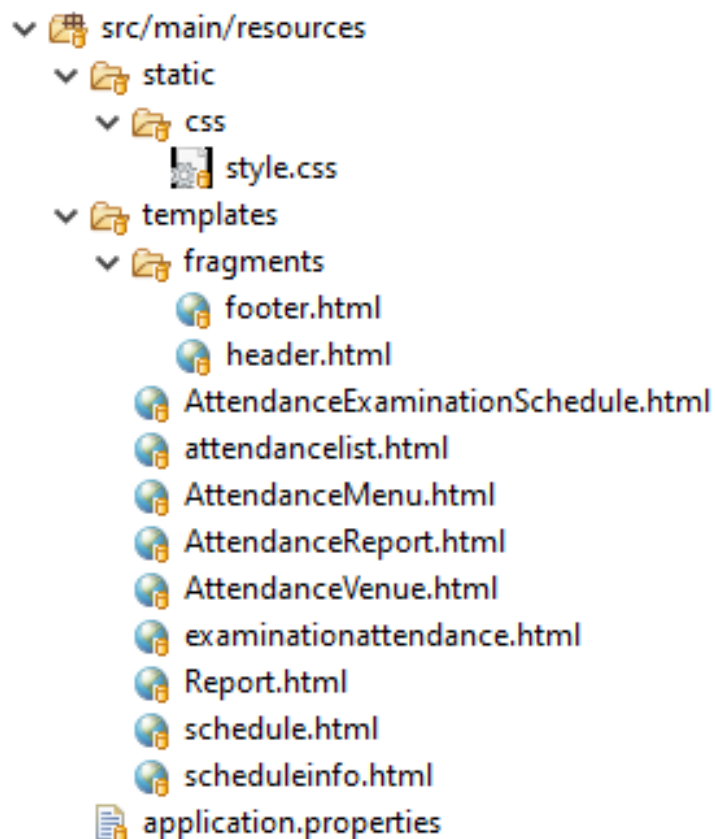 src/main/resources
static
css
style.css
templates
fragments
footer.html
header.html
AttendanceExaminationSchedule.html
attendancelist.html
AttendanceMenu.html
AttendanceReport.html
AttendanceVenue.html
examinationattendance.html
Report.html
schedule.html
scheduleinfo.html
application.properties